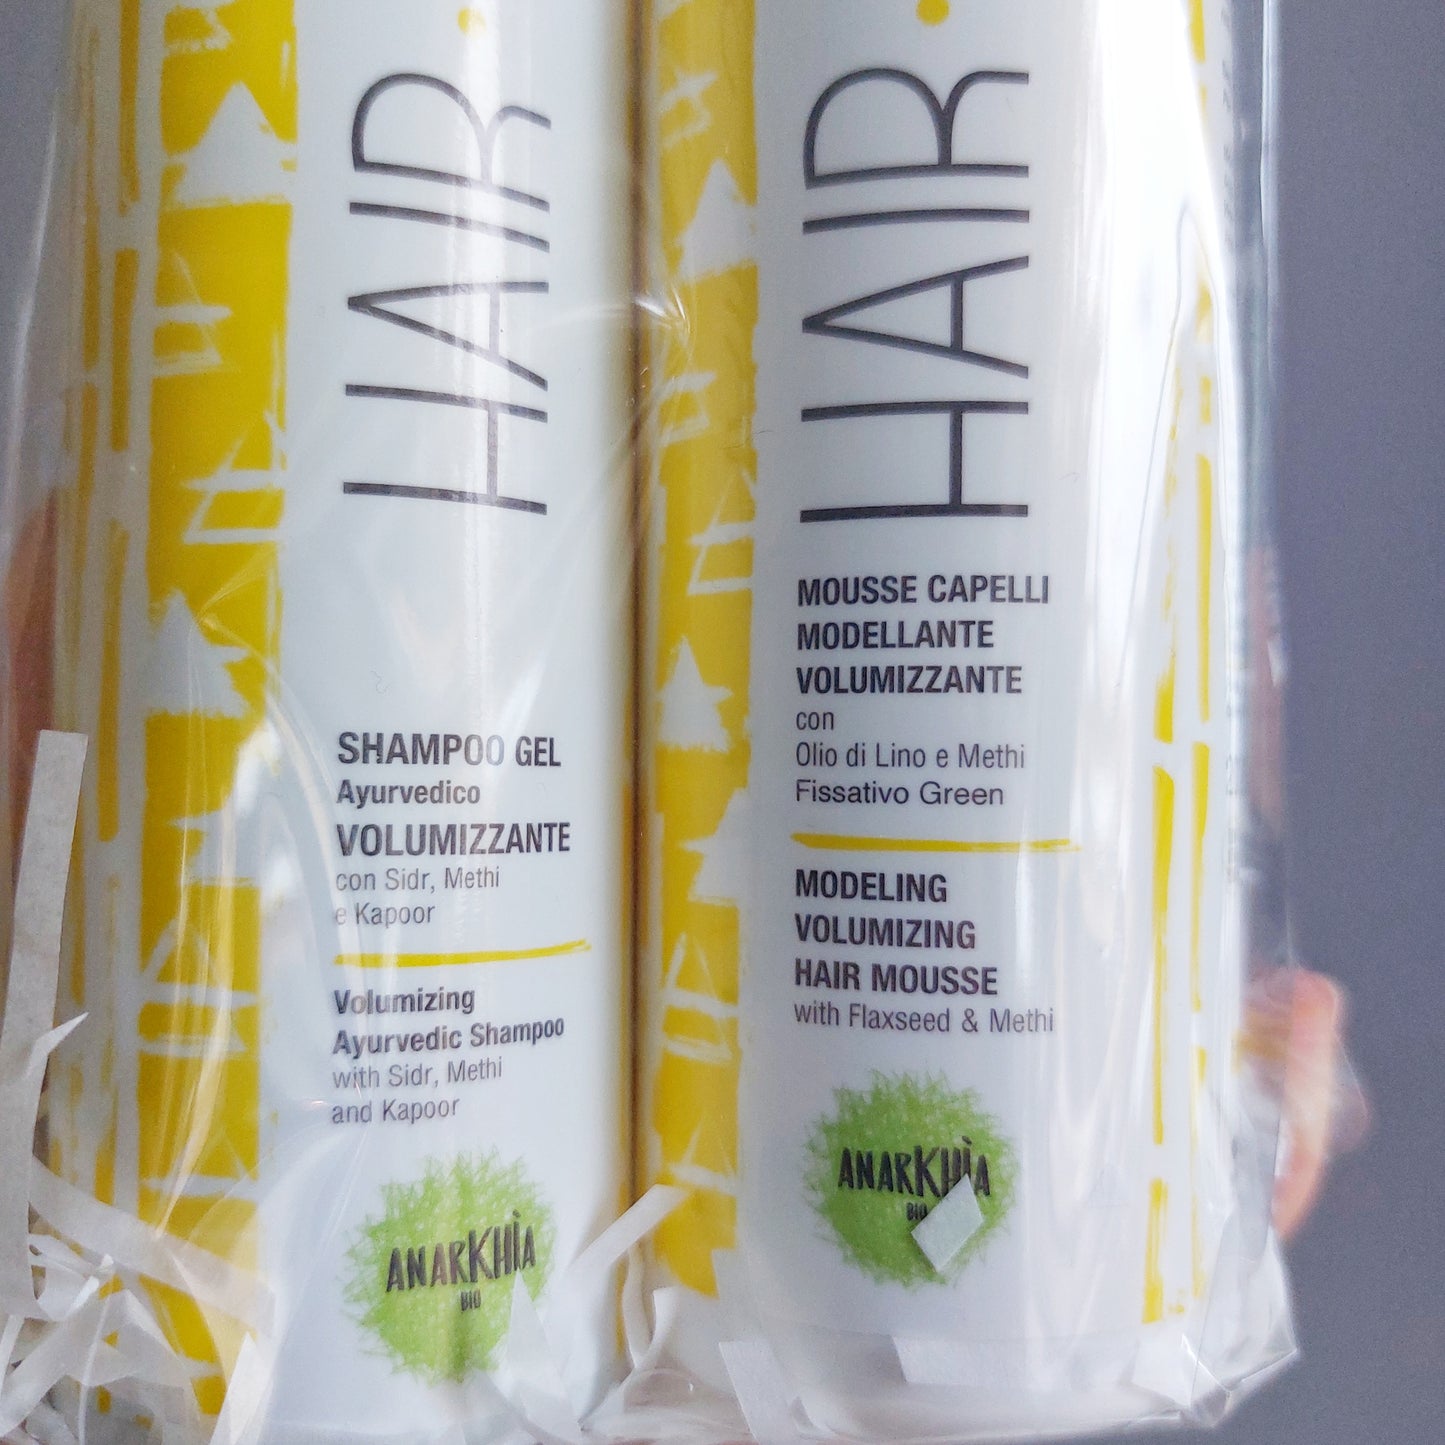 HAIR
SHAMPOO GEL
Ayurvedico
VOLUMIZZANTE
con Sidr, Methi
e Kapoor
Volumizing
Ayurvedic Shampoo
with Sidr, Methi
and Kapoor
ANARKHÌA
BIO
HAIR
MOUSSE CAPELLI
MODELLANTE
VOLUMIZZANTE
con
Olio di Lino e Methi
Fissativo Green
MODELING
VOLUMIZING
HAIR MOUSSE
with Flaxseed & Methi
ANARKHÌA
BIO